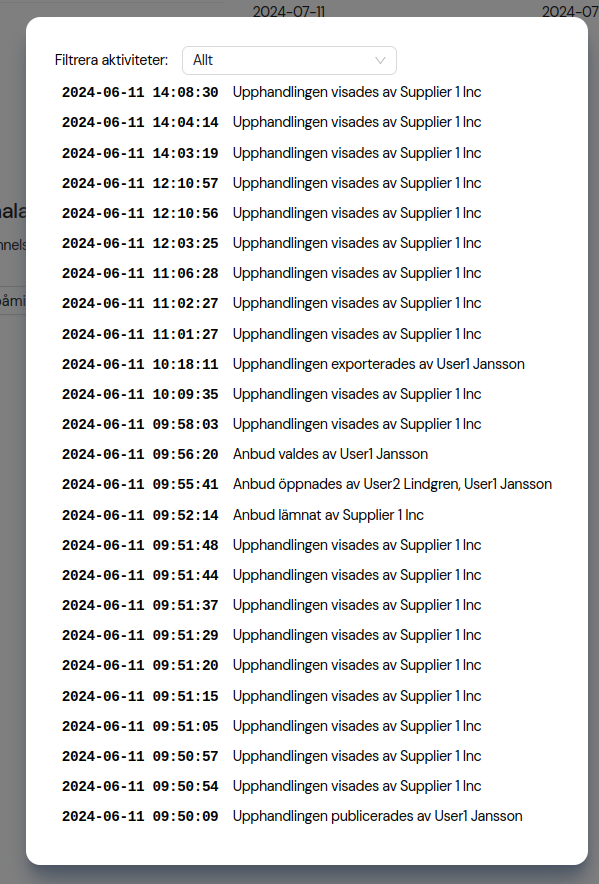 2024-07-11 2024-07
Filtrera aktiviteter: Allt
2024-06-11 14:08:30 Upphandlingen visades av Supplier 1 Inc
2024-06-11 14:04:14 Upphandlingen visades av Supplier 1 Inc
2024-06-11 14:03:19 Upphandlingen visades av Supplier 1 Inc
2024-06-11 12:10:57 Upphandlingen visades av Supplier 1 Inc
2024-06-11 12:10:56 Upphandlingen visades av Supplier 1 Inc
2024-06-11 12:03:25 Upphandlingen visades av Supplier 1 Inc
2024-06-11 11:06:28 Upphandlingen visades av Supplier 1 Inc
2024-06-11 11:02:27 Upphandlingen visades av Supplier 1 Inc
2024-06-11 11:01:27 Upphandlingen visades av Supplier 1 Inc
2024-06-11 10:18:11 Upphandlingen exporterades av User1 Jansson
2024-06-11 10:09:35 Upphandlingen visades av Supplier 1 Inc
2024-06-11 09:58:03 Upphandlingen visades av Supplier 1 Inc
2024-06-11 09:56:20 Anbud valdes av User1 Jansson
2024-06-11 09:55:41 Anbud öppnades av User2 Lindgren, User1 Jansson
2024-06-11 09:52:14 Anbud lämnat av Supplier 1 Inc
2024-06-11 09:51:48 Upphandlingen visades av Supplier 1 Inc
2024-06-11 09:51:44 Upphandlingen visades av Supplier 1 Inc
2024-06-11 09:51:37 Upphandlingen visades av Supplier 1 Inc
2024-06-11 09:51:29 Upphandlingen visades av Supplier 1 Inc
2024-06-11 09:51:20 Upphandlingen visades av Supplier 1 Inc
2024-06-11 09:51:15 Upphandlingen visades av Supplier 1 Inc
2024-06-11 09:51:05 Upphandlingen visades av Supplier 1 Inc
2024-06-11 09:50:57 Upphandlingen visades av Supplier 1 Inc
2024-06-11 09:50:54 Upphandlingen visades av Supplier 1 Inc
2024-06-11 09:50:09 Upphandlingen publicerades av User1 Jansson